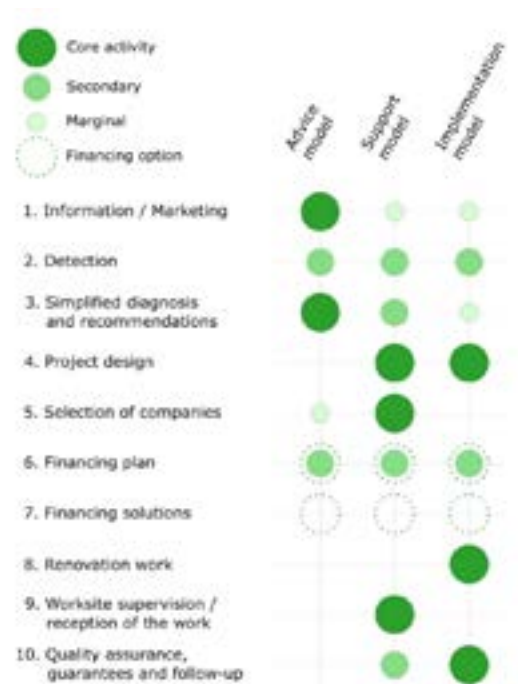 Core activity
Secondary
Marginal
Financing option
Advice
model
Support
model
Implementation
model
1. Information / Marketing
2. Detection
3. Simplified diagnosis
and recommendations
4. Project design
5. Selection of companies
6. Financing plan
7. Financing solutions
8. Renovation work
9. Worksite supervision /
reception of the work
10. Quality assurance,
guarantees and follow-up